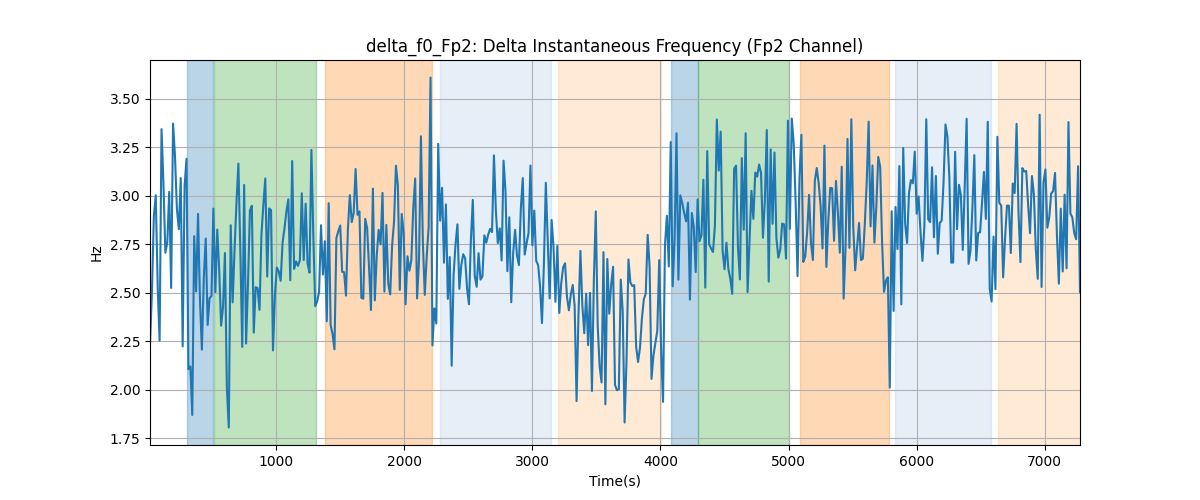 delta_f0_Fp2: Delta Instantaneous Frequency (Fp2 Channel)
3.50
3.25
3.00
2.75
2.50
2.25
2.00
1.75
Hz
1000 2000 3000 4000 5000 6000 7000
Time(s)